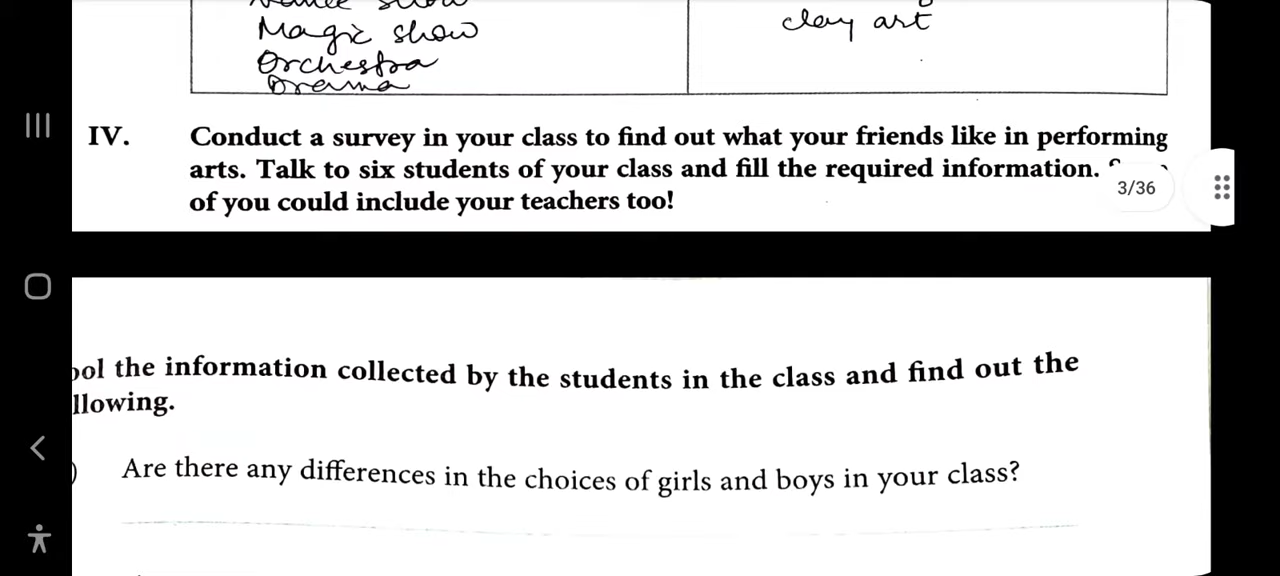 Magic show
clay art
Orchestra
Drama
IV. Conduct a survey in your class to find out what your friends like in performing
arts. Talk to six students of your class and fill the required information.
3/36
of you could include your teachers too!
the information collected by the students in the class and find out the
Are there any differences in the choices of girls and boys in your class?